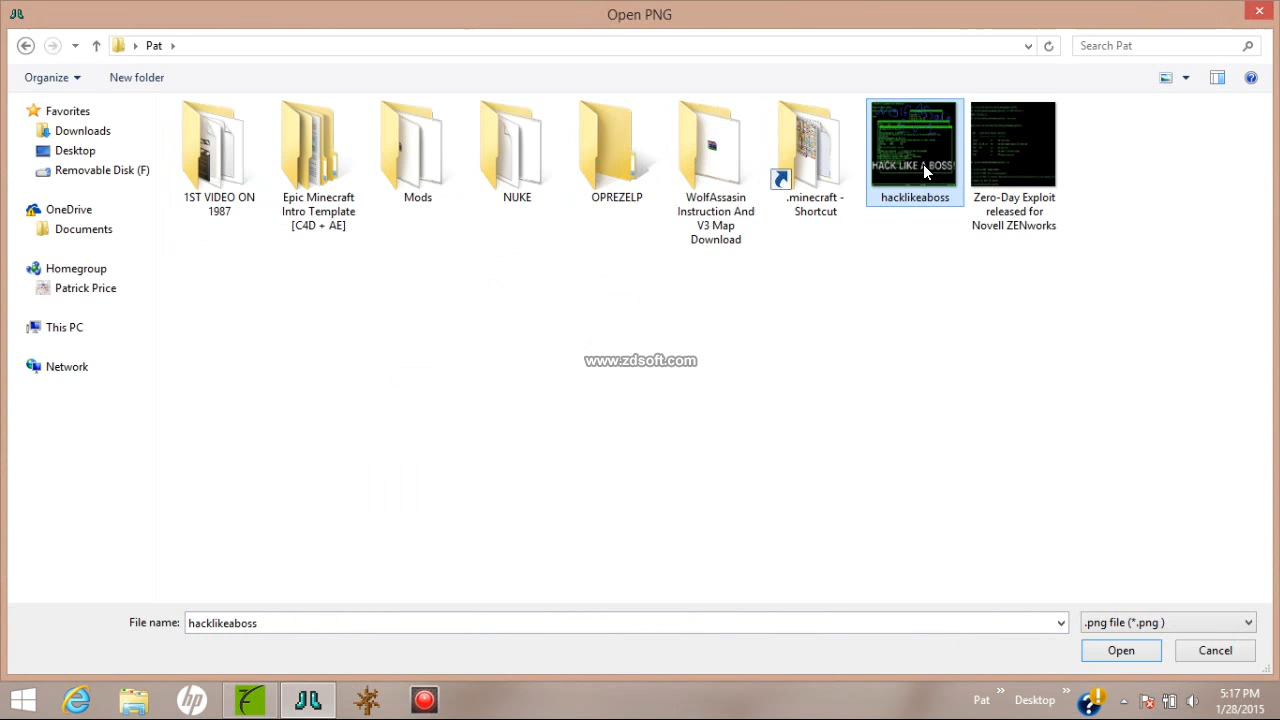 Open PNG
Pat
Search Pat
Organize
New folder
Favorites
Downloads
Desktop
Removable Disk (F)
OneDrive
Documents
Homegroup
Patrick Price
This PC
Network
1ST VIDEO ON
1987
Epic Minecraft
Intro Template
[C4D + AE]
Mods
NUKE
OPREZELP
WolfAssasin
Instruction And
V3 Map
Download
.minecraft -
Shortcut
HACK LIKE A BOSS!
hacklikeaboss
Zero-Day Exploit
released for
Novell ZENworks
www.zdsoft.com
File name:
hacklikeaboss
.png file (*.png )
Open
Cancel
hp
Pat
Desktop
5:17 PM
1/28/2015